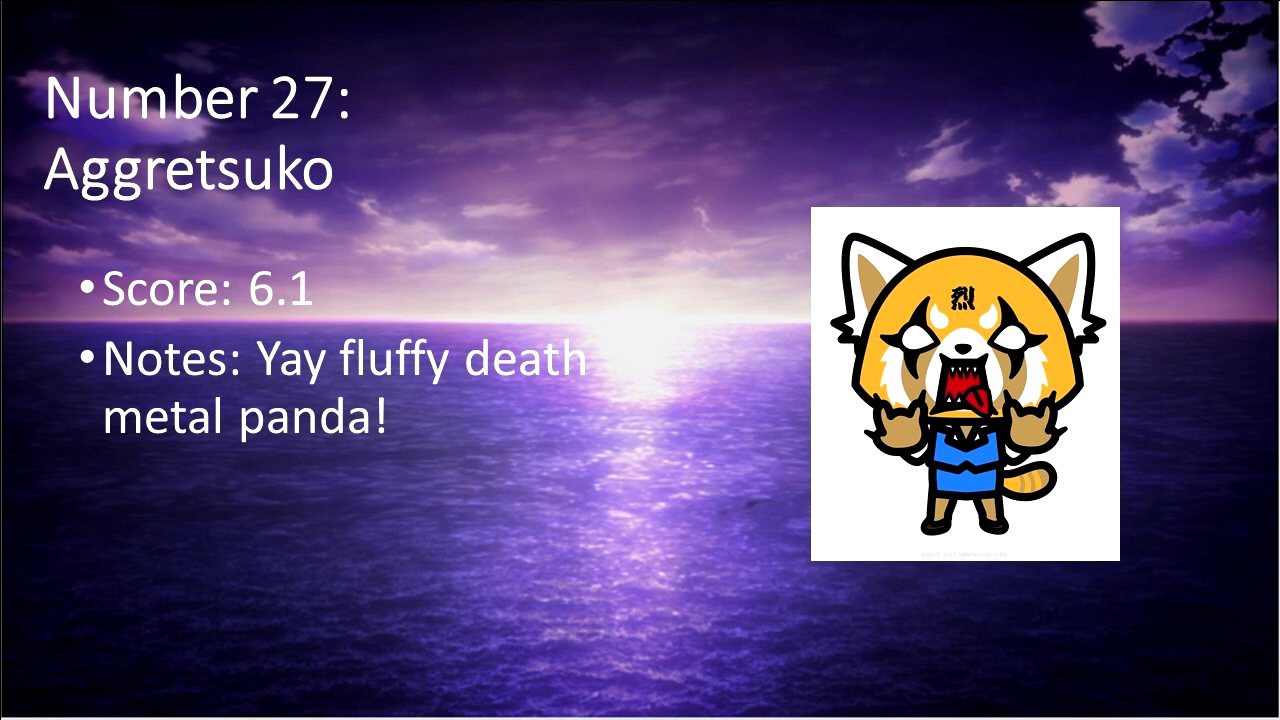 Number 27:
Aggretsuko
•Score: 6.1
•Notes: Yay fluffy death
metal panda!
烈